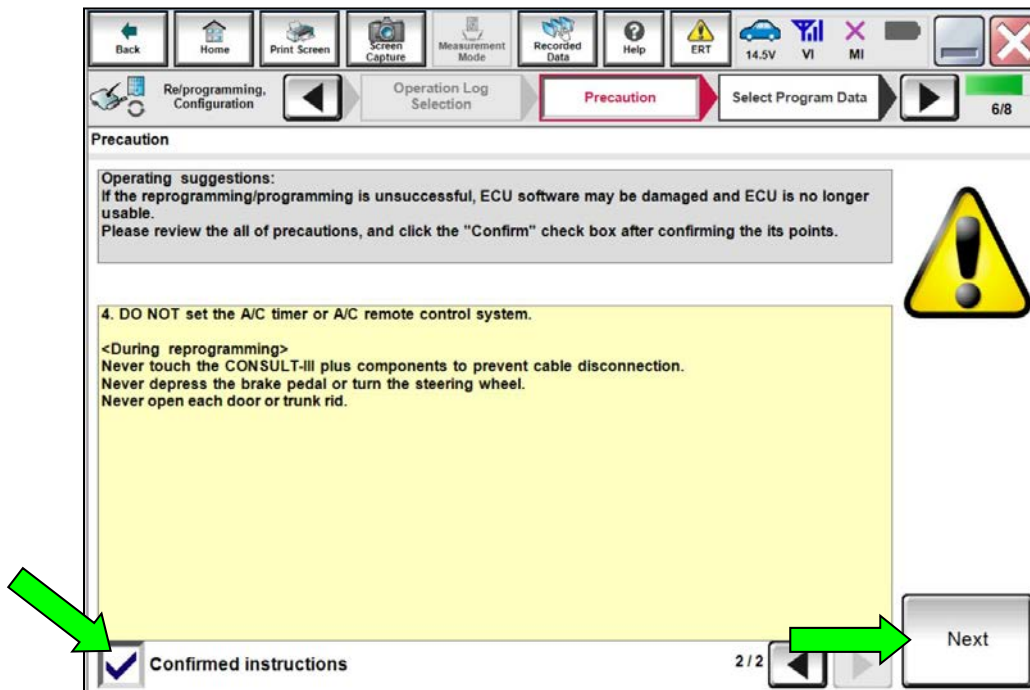 Back
Home
Print Screen
Screen
Capture
Measurement
Mode
Recorded
Data
Help
ERT
14.5V
VI
MI
Re/programming,
Configuration
Operation Log
Selection
Precaution
Select Program Data
6/8
Precaution
Operating suggestions:
If the reprogramming/programming is unsuccessful, ECU software may be damaged and ECU is no longer
usable.
Please review the all of precautions, and click the "Confirm" check box after confirming the its points.
4. DO NOT set the A/C timer or A/C remote control system.
<During reprogramming>
Never touch the CONSULT-III plus components to prevent cable disconnection.
Never depress the brake pedal or turn the steering wheel.
Never open each door or trunk rid.
Confirmed instructions
2/2
Next